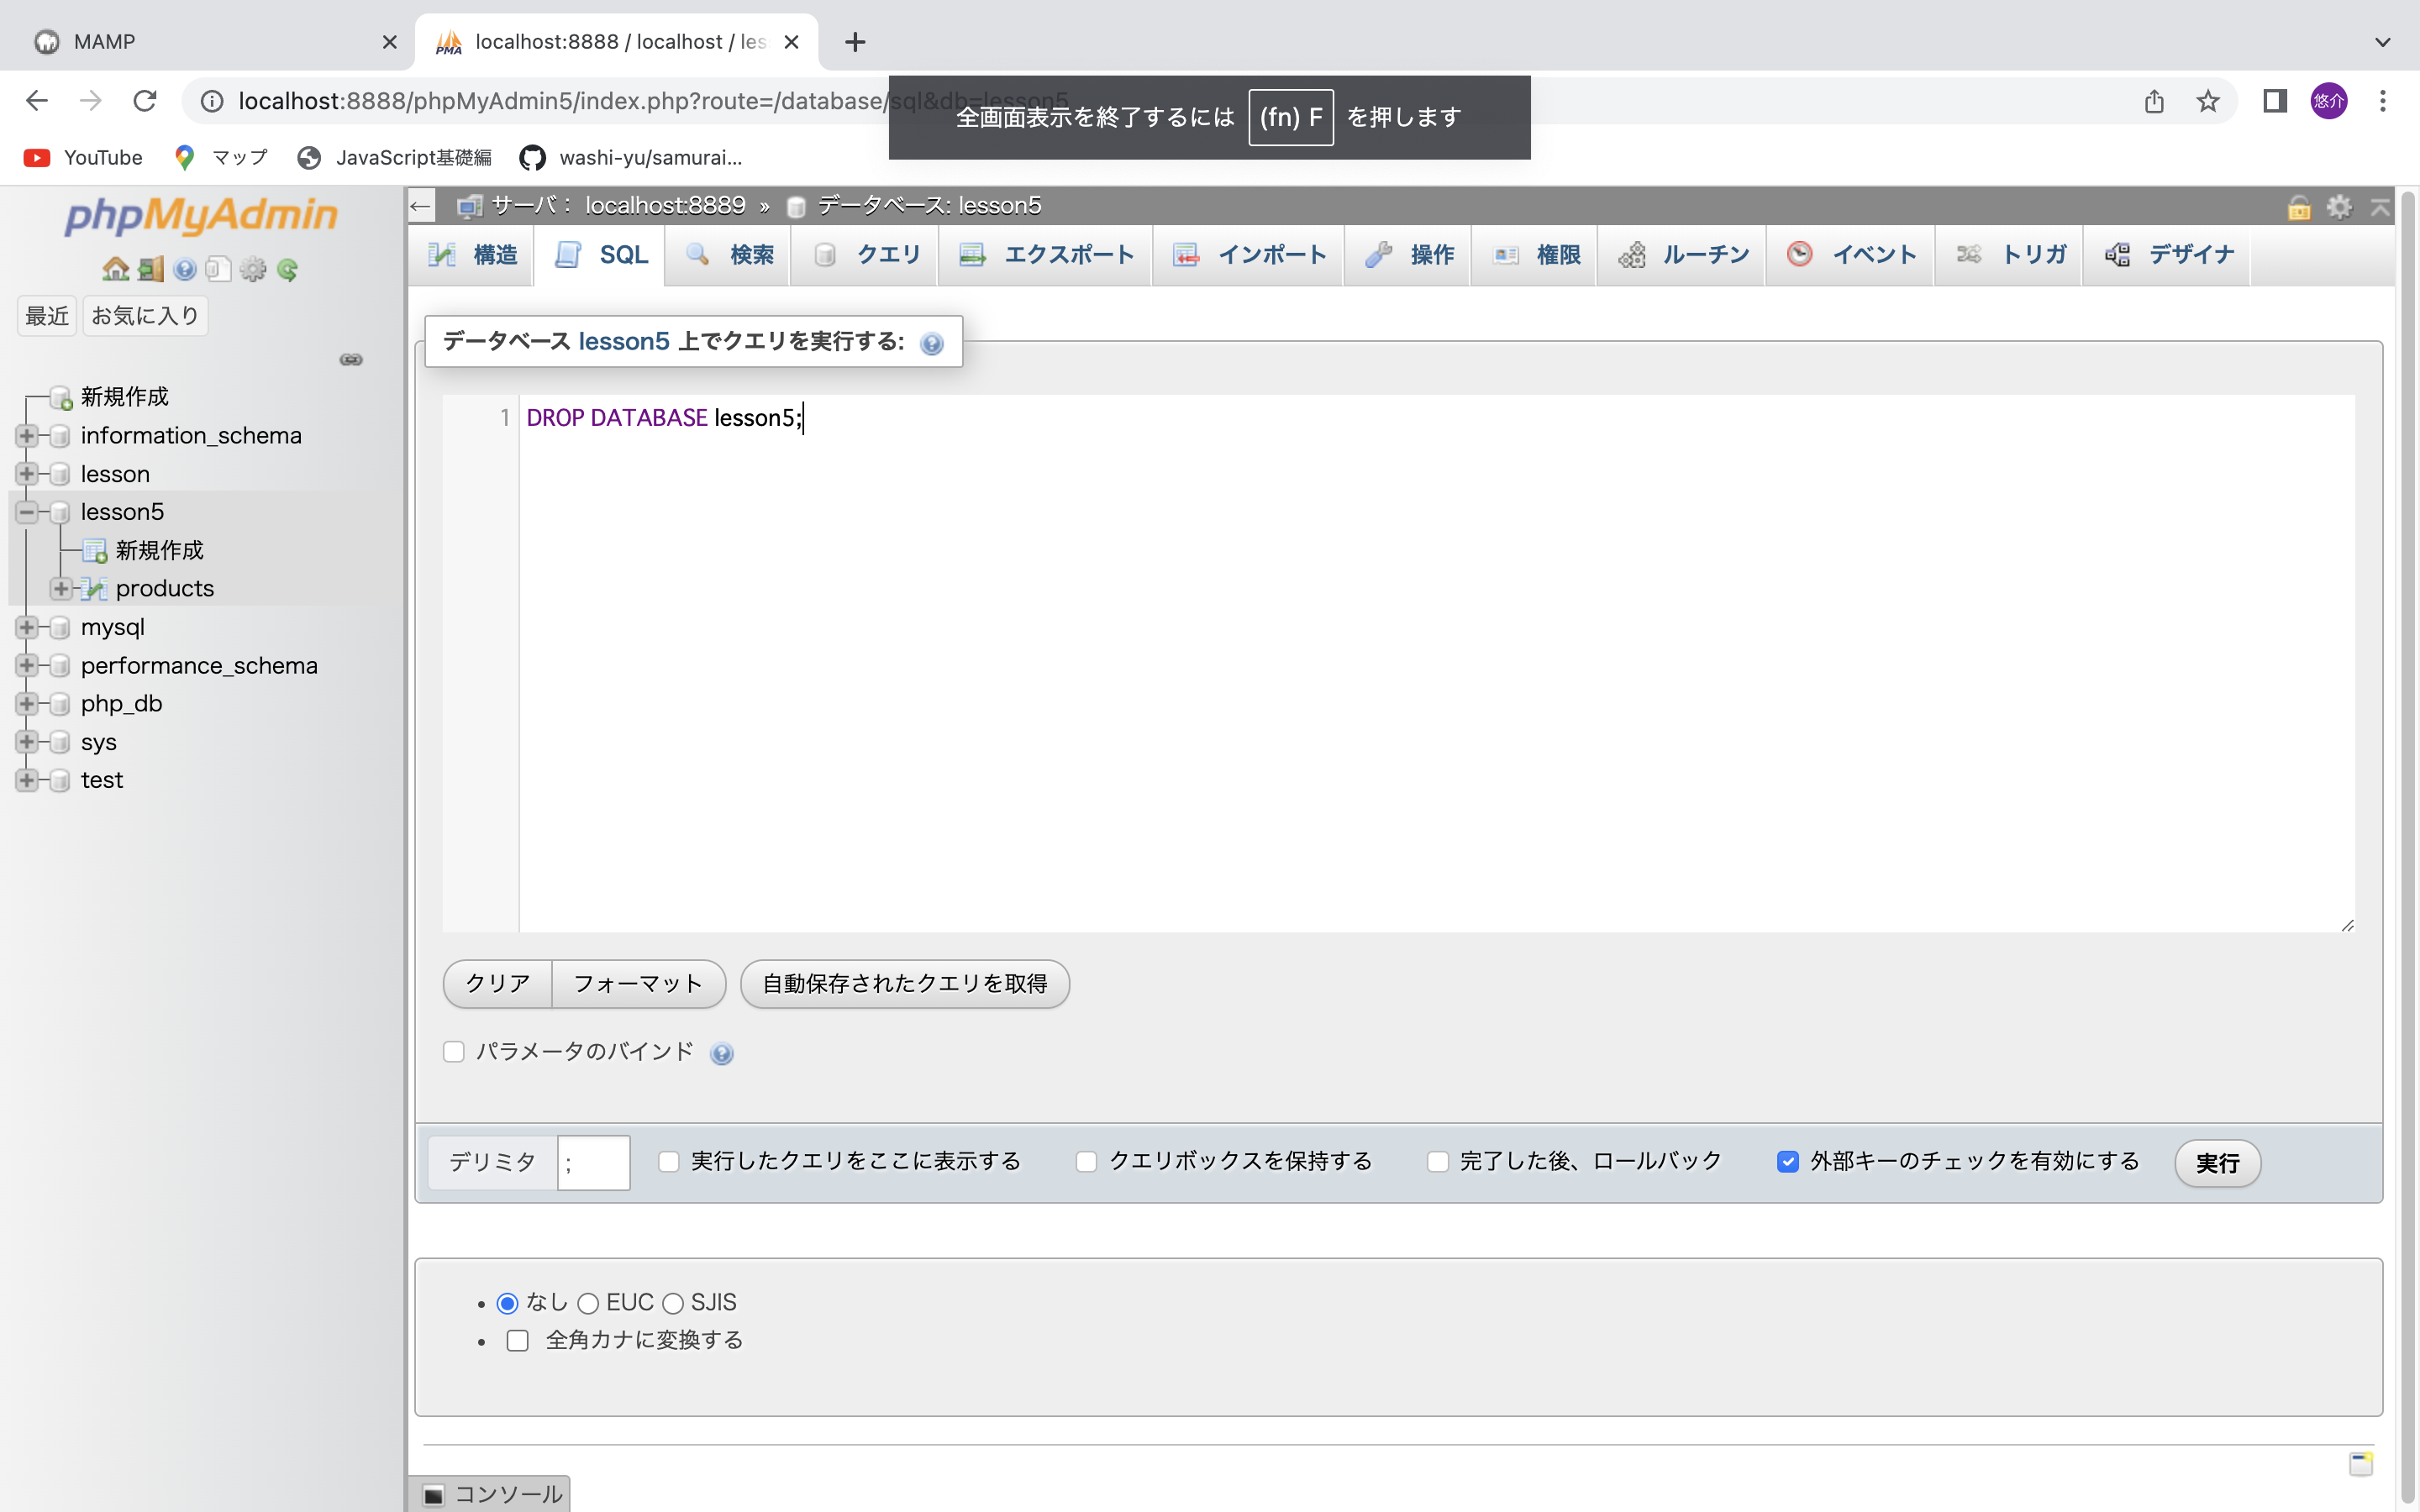 MAMP
localhost:8888 / localhost / les
localhost:8888/phpMyAdmin5/index.php?route=/database/sql&db=lesson5
全画面表示を終了するには (fn) F を押します
悠介
YouTube
マップ
JavaScript基礎編
washi-yu/samurai...
phpMyAdmin
最近
お気に入り
新規作成
information_schema
lesson
lesson5
新規作成
products
mysql
performance_schema
php_db
sys
test
サーバ： localhost:8889 » データベース: lesson5
構造
SQL
検索
クエリ
エクスポート
インポート
操作
権限
ルーチン
イベント
トリガ
デザイナ
データベース lesson5 上でクエリを実行する:
1 DROP DATABASE lesson5;
クリア
フォーマット
自動保存されたクエリを取得
パラメータのバインド
デリミタ ;
実行したクエリをここに表示する
クエリボックスを保持する
完了した後、ロールバック
外部キーのチェックを有効にする
実行
なし EUC SJIS
全角カナに変換する
コンソール